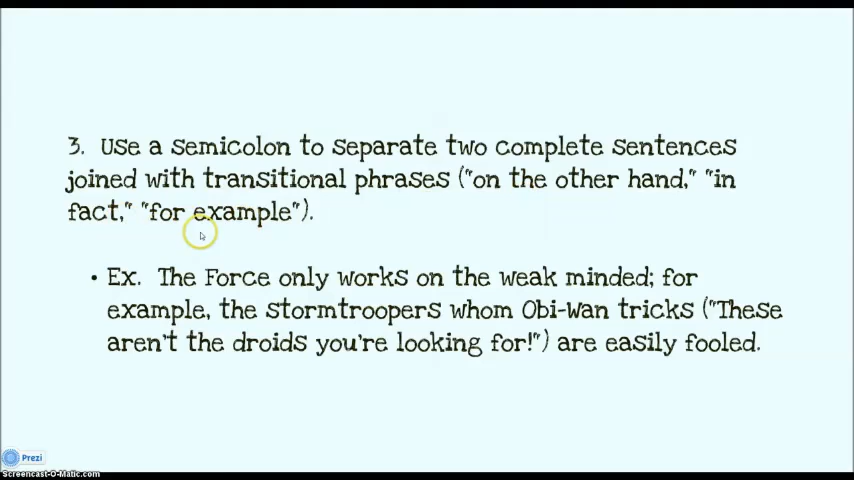 3. Use a semicolon to separate two complete sentences
joined with transitional phrases ("on the other hand," "in
fact," "for example").
• Ex. The Force only works on the weak minded; for
example, the stormtroopers whom Obi-Wan tricks ("These
aren't the droids you're looking for!") are easily fooled.
Prezi
Screencast-O-Matic.com